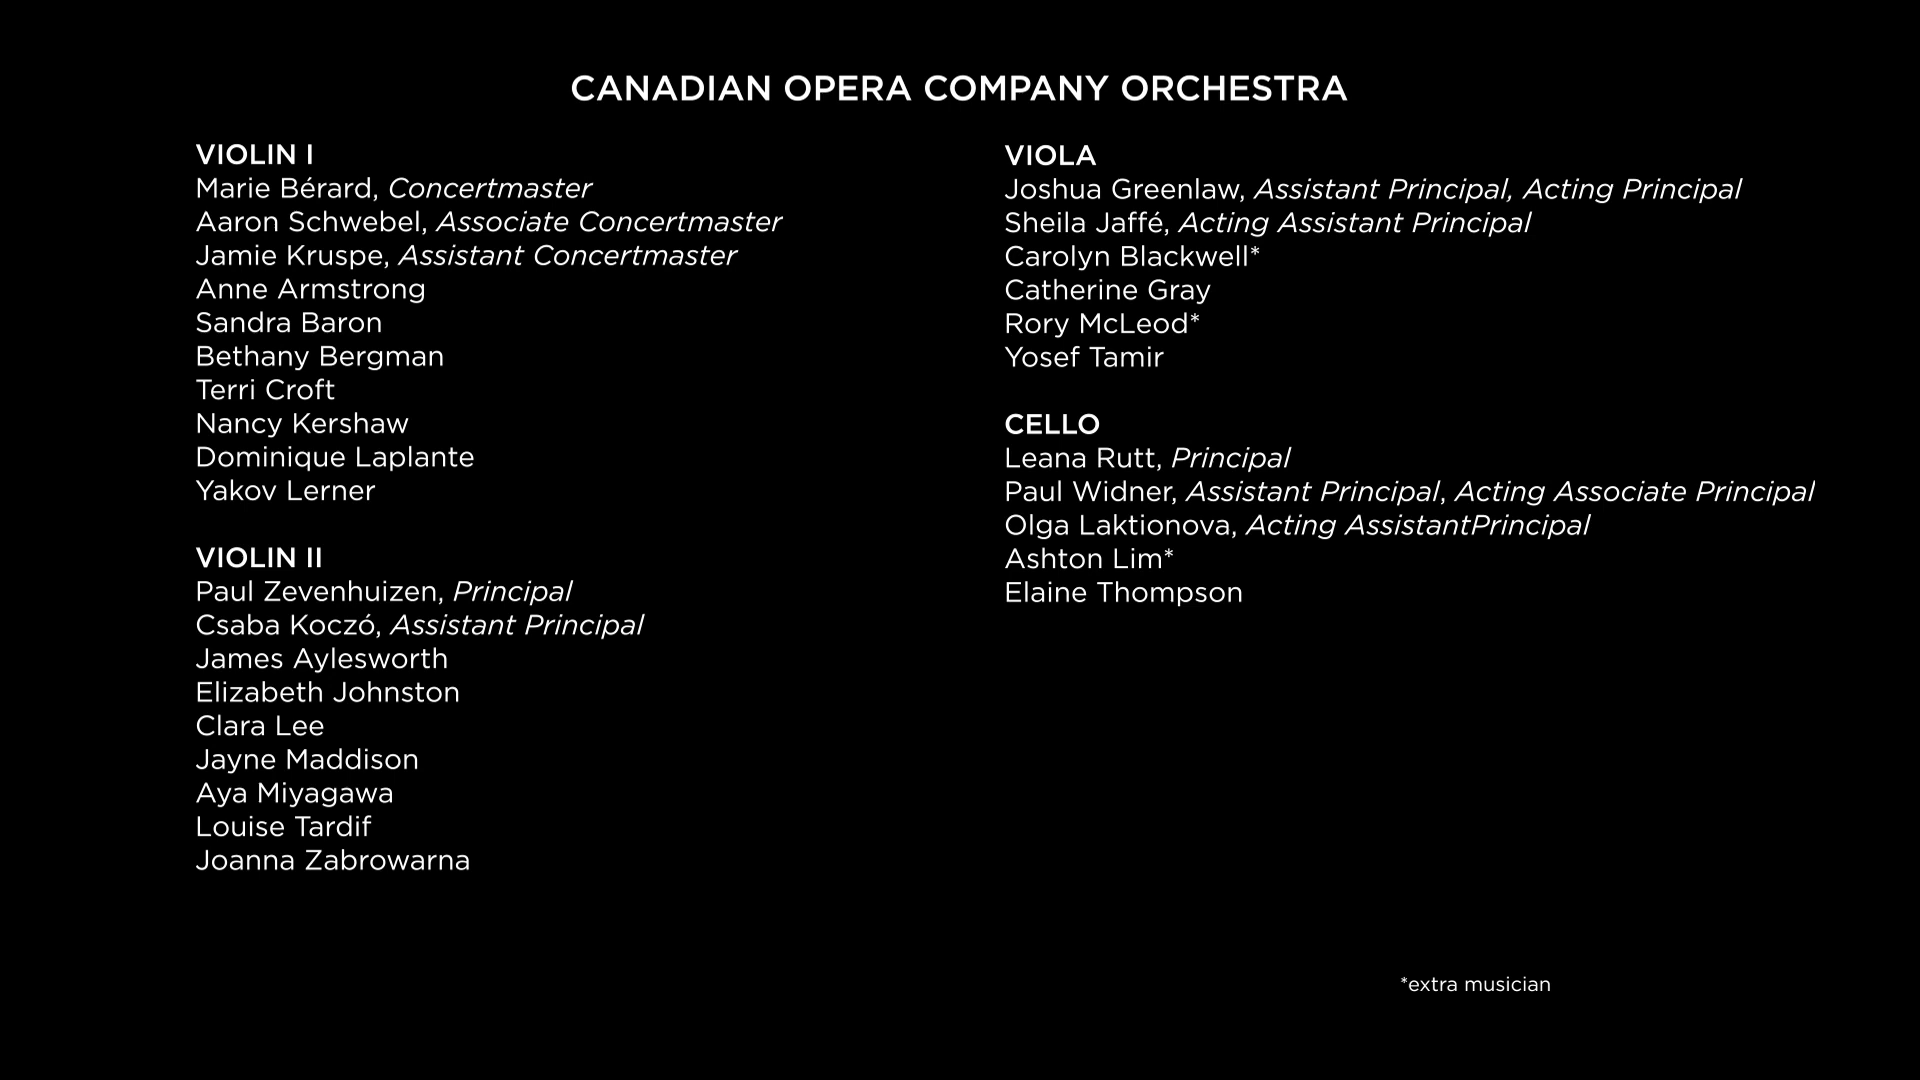 CANADIAN OPERA COMPANY ORCHESTRA
VIOLIN I
Marie Bérard, Concertmaster
Aaron Schwebel, Associate Concertmaster
Jamie Kruspe, Assistant Concertmaster
Anne Armstrong
Sandra Baron
Bethany Bergman
Terri Croft
Nancy Kershaw
Dominique Laplante
Yakov Lerner
VIOLIN II
Paul Zevenhuizen, Principal
Csaba Koczó, Assistant Principal
James Aylesworth
Elizabeth Johnston
Clara Lee
Jayne Maddison
Aya Miyagawa
Louise Tardif
Joanna Zabrowarna
VIOLA
Joshua Greenlaw, Assistant Principal, Acting Principal
Sheila Jaffé, Acting Assistant Principal
Carolyn Blackwell*
Catherine Gray
Rory McLeod*
Yosef Tamir
CELLO
Leana Rutt, Principal
Paul Widner, Assistant Principal, Acting Associate Principal
Olga Laktionova, Acting AssistantPrincipal
Ashton Lim*
Elaine Thompson
*extra musician